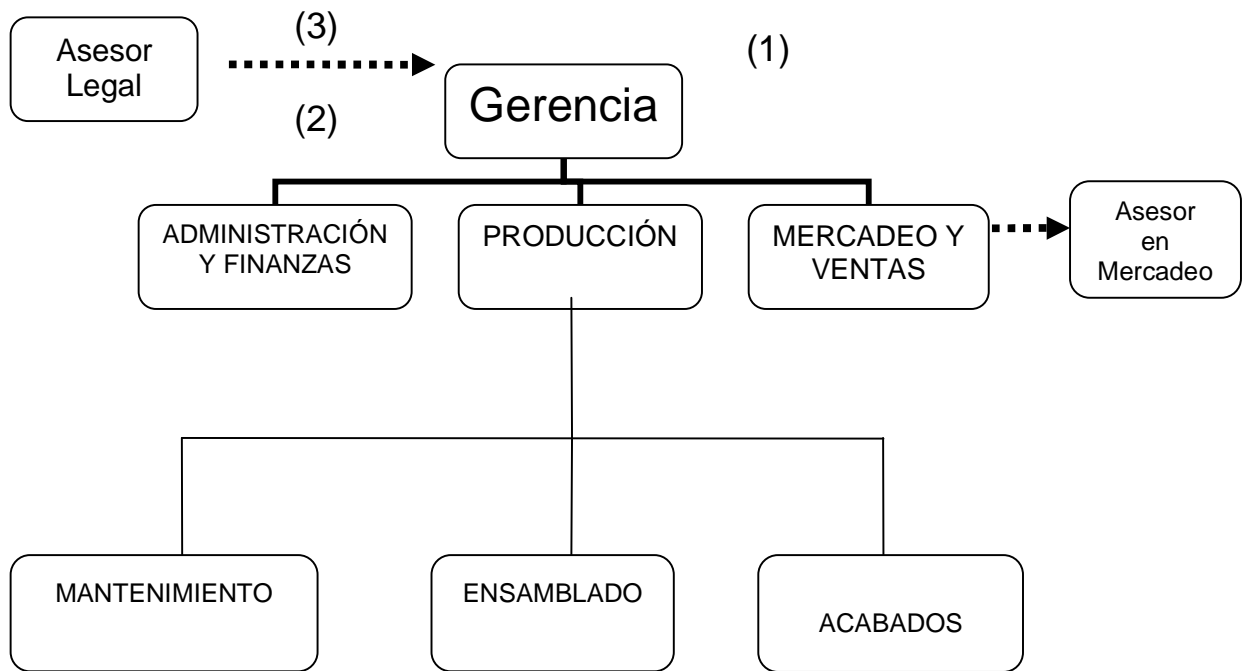 (3)
(1)
Asesor
Legal
Gerencia
(2)
ADMINISTRACIÓN
Y FINANZAS
PRODUCCIÓN
MERCADEO Y
VENTAS
Asesor
en
Mercadeo
MANTENIMIENTO
ENSAMBLADO
ACABADOS